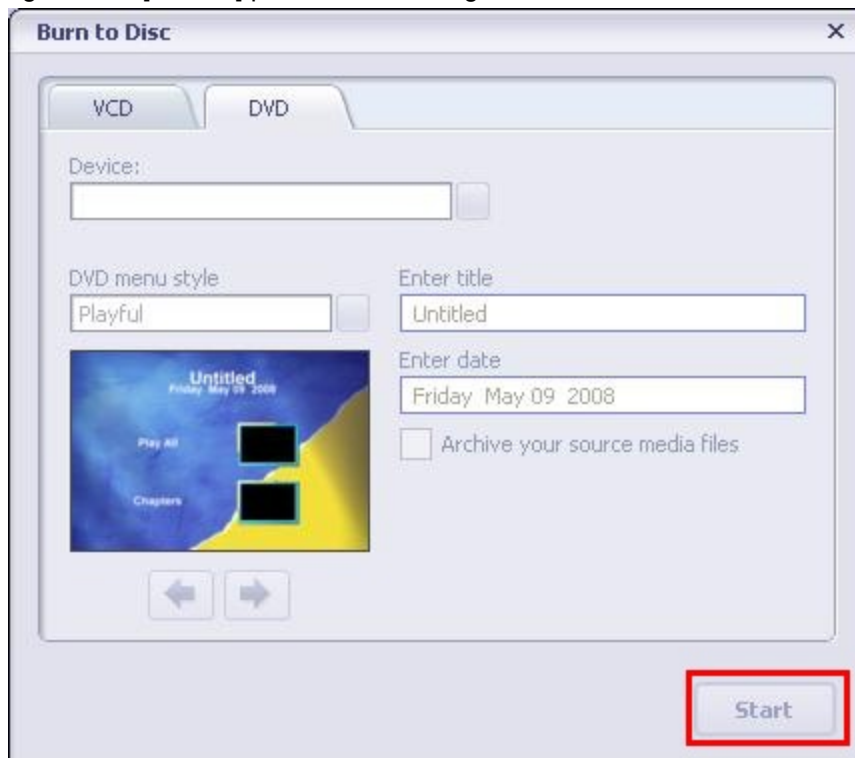 Burn to Disc
VCD DVD
Device:
DVD menu style
Playful
Enter title
Untitled
Enter date
Friday May 09 2008
Archive your source media files
Untitled
Friday May 09 2008
Play All
Chapters
Start